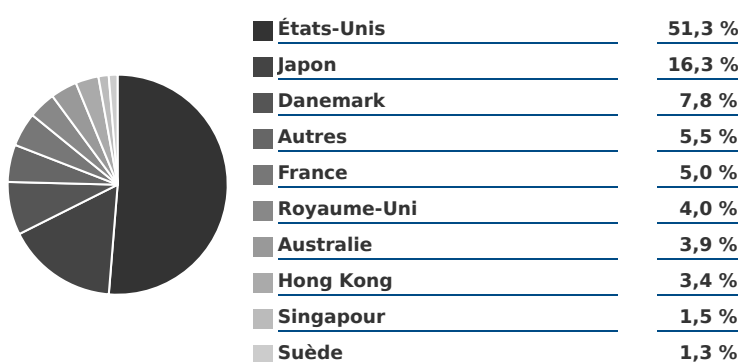 États-Unis 51,3 %
Japon 16,3 %
Danemark 7,8 %
Autres 5,5 %
France 5,0 %
Royaume-Uni 4,0 %
Australie 3,9 %
Hong Kong 3,4 %
Singapour 1,5 %
Suède 1,3 %